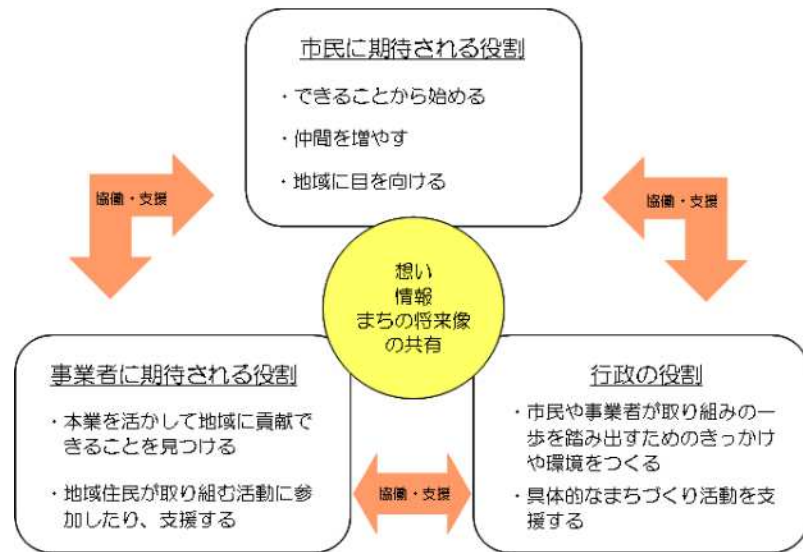 市民に期待される役割
・できることから始める
・仲間を増やす
・地域に目を向ける
協働・支援
協働・支援
想い
情報
まちの将来像
の共有
事業者に期待される役割
・本業を活かして地域に貢献で
きることを見つける
・地域住民が取り組む活動に参
加したり、支援する
協働・支援
行政の役割
・市民や事業者が取り組みの一
歩を踏み出すためのきっかけ
や環境をつくる
・具体的なまちづくり活動を支
援する